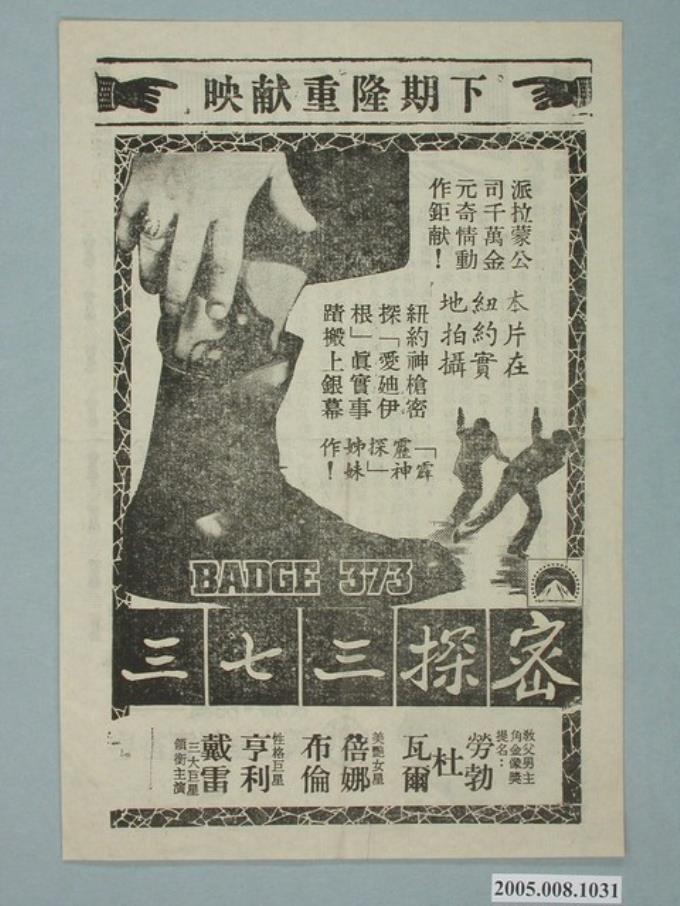 下期隆重献映
派拉蒙公
司千萬金
元奇情動
作鉅献！
本片在
紐約實
地拍攝
紐約神槍密
探「愛廸伊
根」眞實事
蹟搬上銀幕
「霹
靂神
探」
姊妹
作！
BADGE 373
密探三七三
教父男主
角金像獎
提名：
勞勃
杜
瓦爾
美艷女星
蓓娜
布倫
性格巨星
亨利
戴雷
三大巨星
領銜主演
2005.008.1031